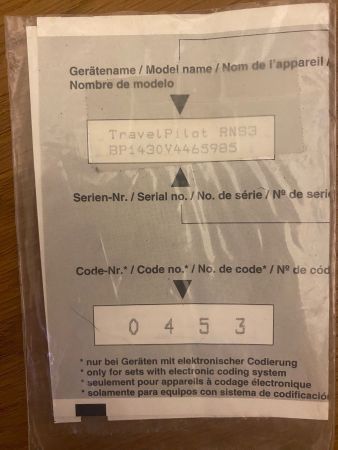 Gerätename / Model name / Nom de l'appareil /
Nombre de modelo
TravelPilot RNS3
BP1430V4465985
Serien-Nr. / Serial no. / No. de série / Nº de serie
Code-Nr.* / Code no.* / No. de code* / Nº de cód
0 4 5 3
* nur bei Geräten mit elektronischer Codierung
* only for sets with electronic coding system
* seulement pour appareils à codage électronique
* solamente para equipos con sistema de codificació